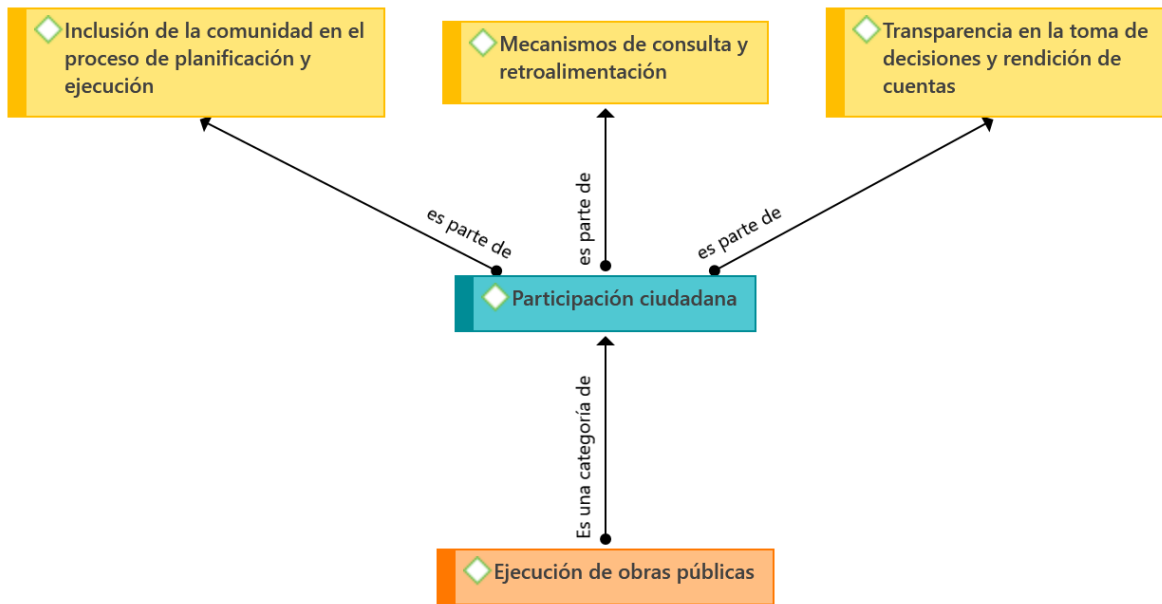 Inclusión de la comunidad en el
proceso de planificación y
ejecución
Mecanismos de consulta y
retroalimentación
Transparencia en la toma de
decisiones y rendición de
cuentas
es parte de
es parte de
es parte de
Participación ciudadana
Es una categoría de
Ejecución de obras públicas